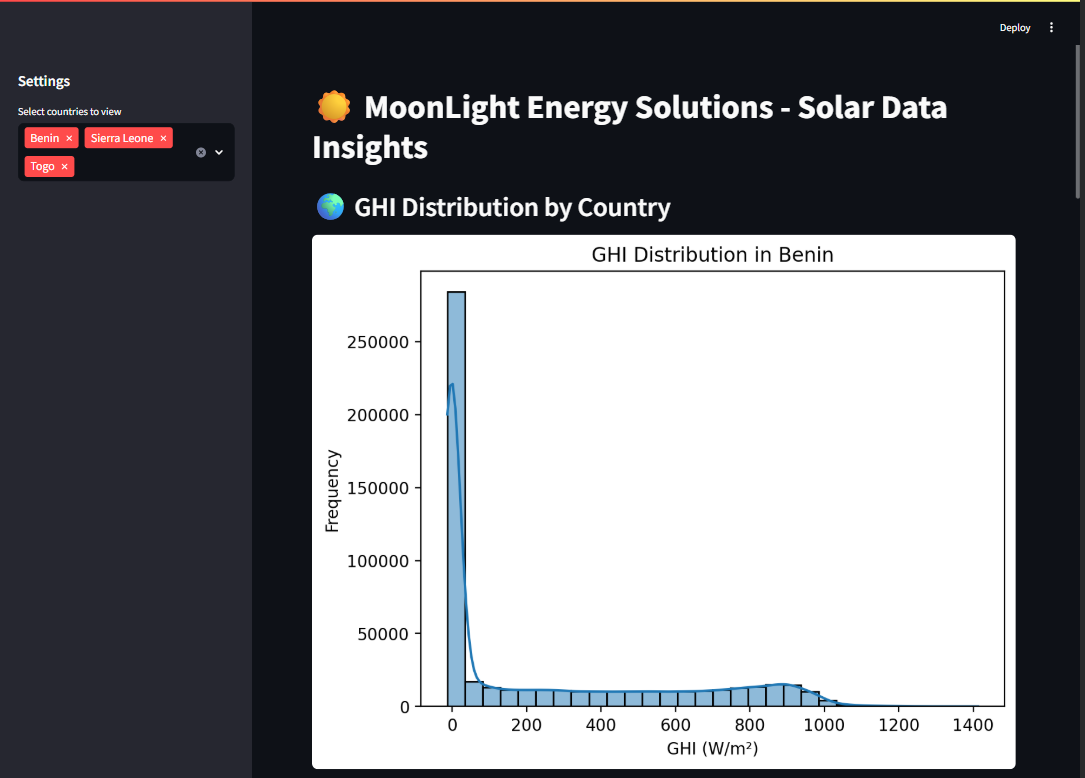 Deploy
Settings
Select countries to view
Benin ×
Sierra Leone ×
Togo ×
MoonLight Energy Solutions - Solar Data
Insights
GHI Distribution by Country
GHI Distribution in Benin
250000
200000
150000
100000
50000
0
Frequency
0 200 400 600 800 1000 1200 1400
GHI (W/m²)